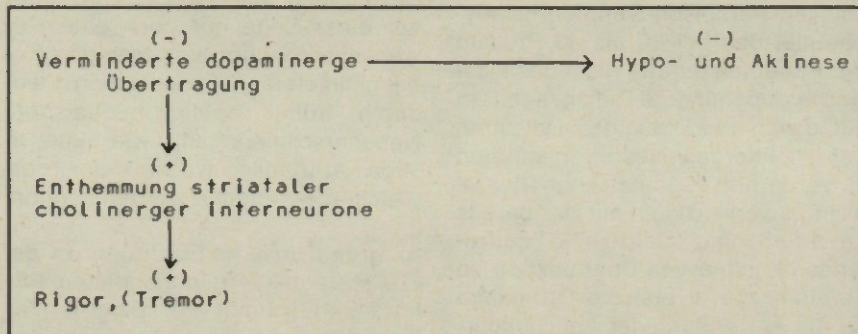 (-)
(-)
Verminderte dopaminerge
Hypo- und Akinese
Übertragung
(+)
Enthemmung striataler
cholinerger Interneurone
(+)
Rigor,(Tremor)